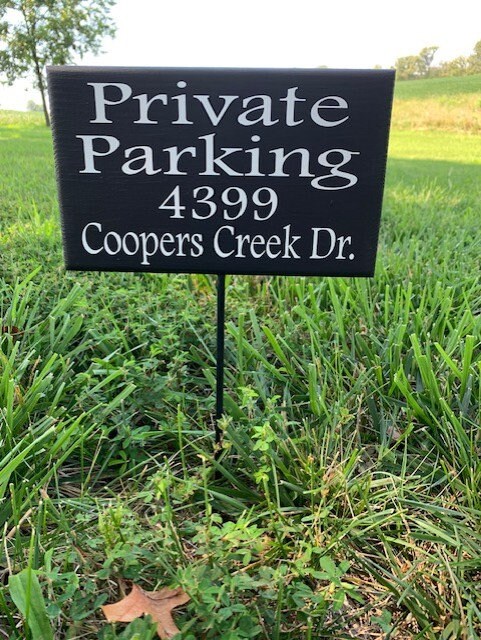 Private
Parking
4399
Coopers Creek Dr.